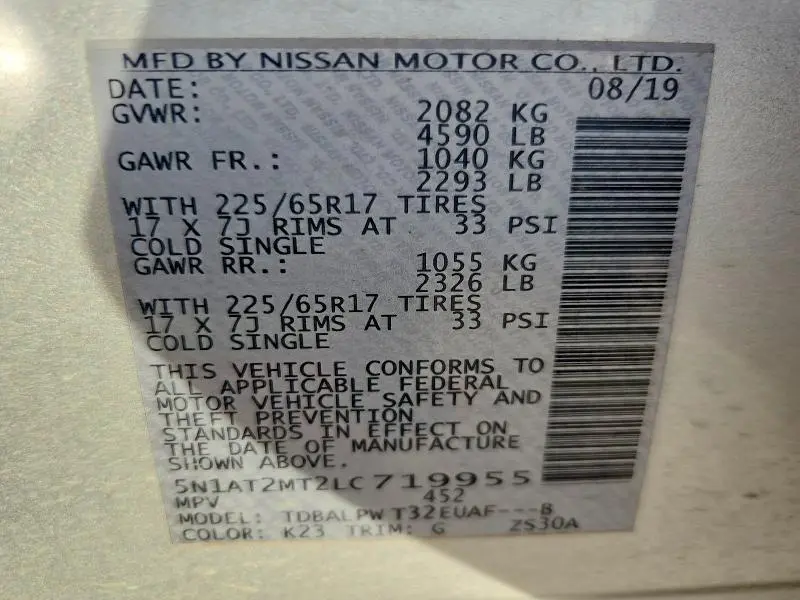 MFD BY NISSAN MOTOR CO., LTD.
DATE: 08/19
GVWR: 2082 KG
4590 LB
GAWR FR.: 1040 KG
2293 LB
WITH 225/65R17 TIRES
17 X 7J RIMS AT 33 PSI
COLD SINGLE
GAWR RR.: 1055 KG
2326 LB
WITH 225/65R17 TIRES
17 X 7J RIMS AT 33 PSI
COLD SINGLE
THIS VEHICLE CONFORMS TO
ALL APPLICABLE FEDERAL
MOTOR VEHICLE SAFETY AND
THEFT PREVENTION
STANDARDS IN EFFECT ON
THE DATE OF MANUFACTURE
SHOWN ABOVE.
5N1AT2MT2LC719955
MPV 452
MODEL: TDBALPW T32EUAF---B
COLOR: K23 TRIM: G ZS30A